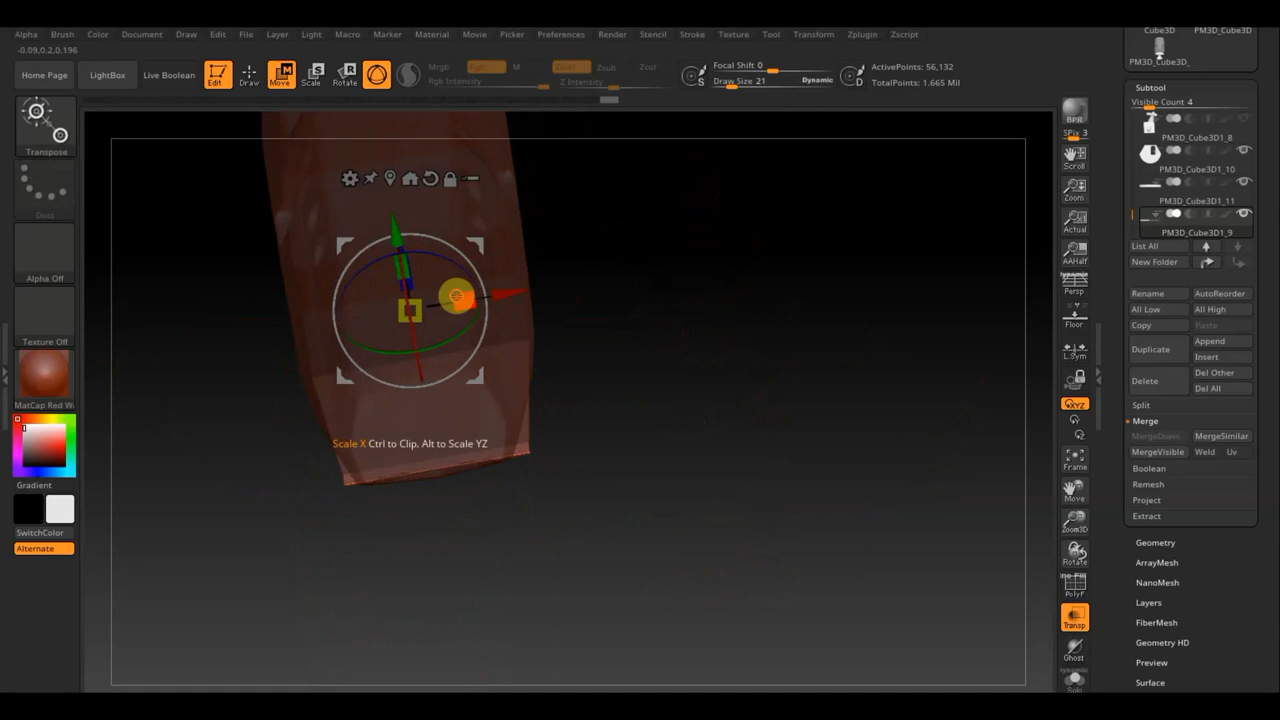 Alpha Brush Color Document Draw Edit File Layer Light Macro Marker Material Movie Picker Preferences Render Stencil Stroke Texture Tool Transform Zplugin Zscript
-0.09,0.2,0.196
Home Page LightBox Live Boolean Edit Draw Move Scale Rotate
Mrgb Rgb M Zadd Zsub Zcut
Rgb Intensity Z Intensity
Focal Shift 0
Draw Size 21 Dynamic
S D
ActivePoints: 56,132
TotalPoints: 1.665 Mil
Transpose
Dots
Alpha Off
Texture Off
MatCap Red W
Gradient
SwitchColor
Alternate
Scale X Ctrl to Clip, Alt to Scale YZ
BPR
SPix 3
Scroll
Zoom
Actual
AAHalf
Dynamic
Persp
Floor
L.Sym
XYZ
Frame
Move
Zoom3D
Rotate
PolyF
Transp
Ghost
Solo
Cube3D PM3D_Cube3D
PM3D_Cube3D_
Subtool
Visible Count 4
PM3D_Cube3D1_8
PM3D_Cube3D1_10
PM3D_Cube3D1_11
PM3D_Cube3D1_9
List All
New Folder
Rename AutoReorder
All Low All High
Copy Paste
Duplicate Append
Insert
Delete Del Other
Del All
Split
Merge
MergeDown MergeSimilar
MergeVisible Weld Uv
Boolean
Remesh
Project
Extract
Geometry
ArrayMesh
NanoMesh
Layers
FiberMesh
Geometry HD
Preview
Surface